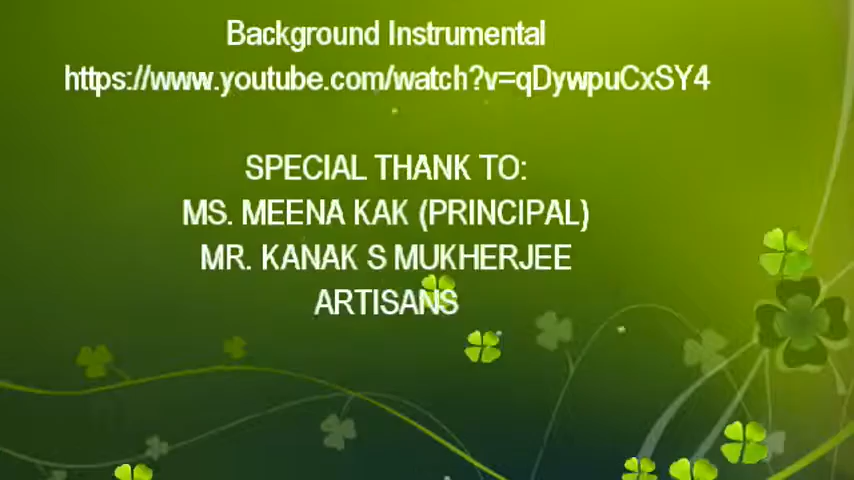 Background Instrumental
https://www.youtube.com/watch?v=qDywpuCxSY4
SPECIAL THANK TO:
MS. MEENA KAK (PRINCIPAL)
MR. KANAK S MUKHERJEE
ARTISANS